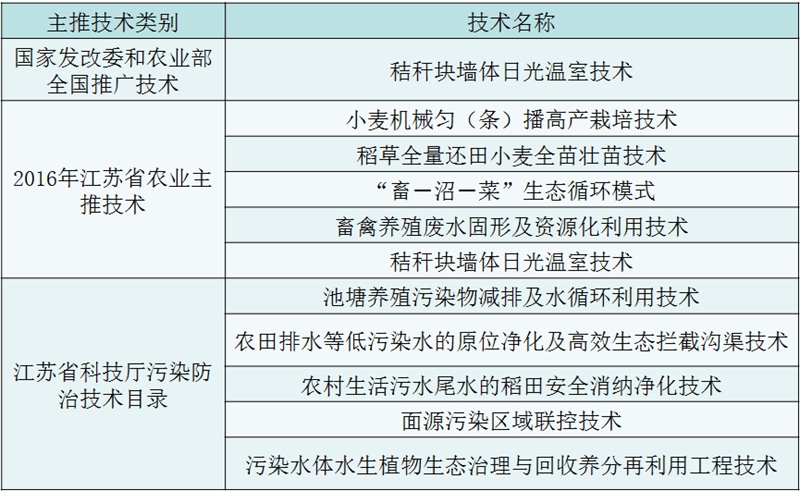 主推技术类别
技术名称
国家发改委和农业部
全国推广技术
秸秆块墙体日光温室技术
2016年江苏省农业主
推技术
小麦机械匀（条）播高产栽培技术
稻草全量还田小麦全苗壮苗技术
“畜－沼－菜”生态循环模式
畜禽养殖废水固形及资源化利用技术
秸秆块墙体日光温室技术
江苏省科技厅污染防
治技术目录
池塘养殖污染物减排及水循环利用技术
农田排水等低污染水的原位净化及高效生态拦截沟渠技术
农村生活污水尾水的稻田安全消纳净化技术
面源污染区域联控技术
污染水体水生植物生态治理与回收养分再利用工程技术